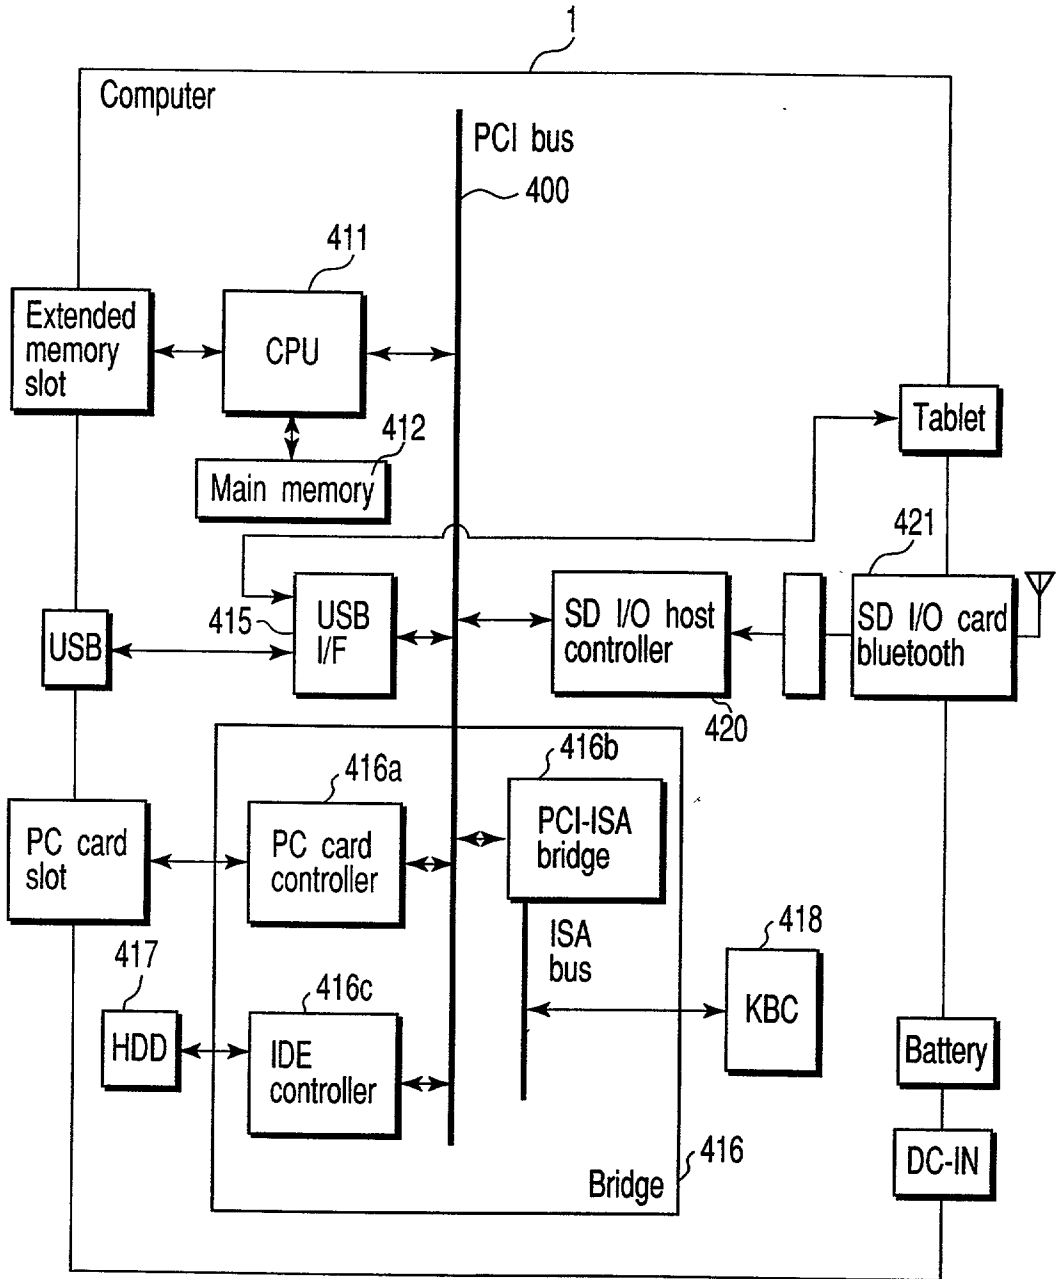 1
Computer
PCI bus
400
411
Extended
memory
slot
CPU
412
Main memory
Tablet
421
415
USB
I/F
SD I/O host
controller
SD I/O card
bluetooth
USB
420
416a
416b
PC card
slot
PC card
controller
PCI-ISA
bridge
ISA
bus
417
416c
418
HDD
IDE
controller
KBC
Battery
416
DC-IN
Bridge